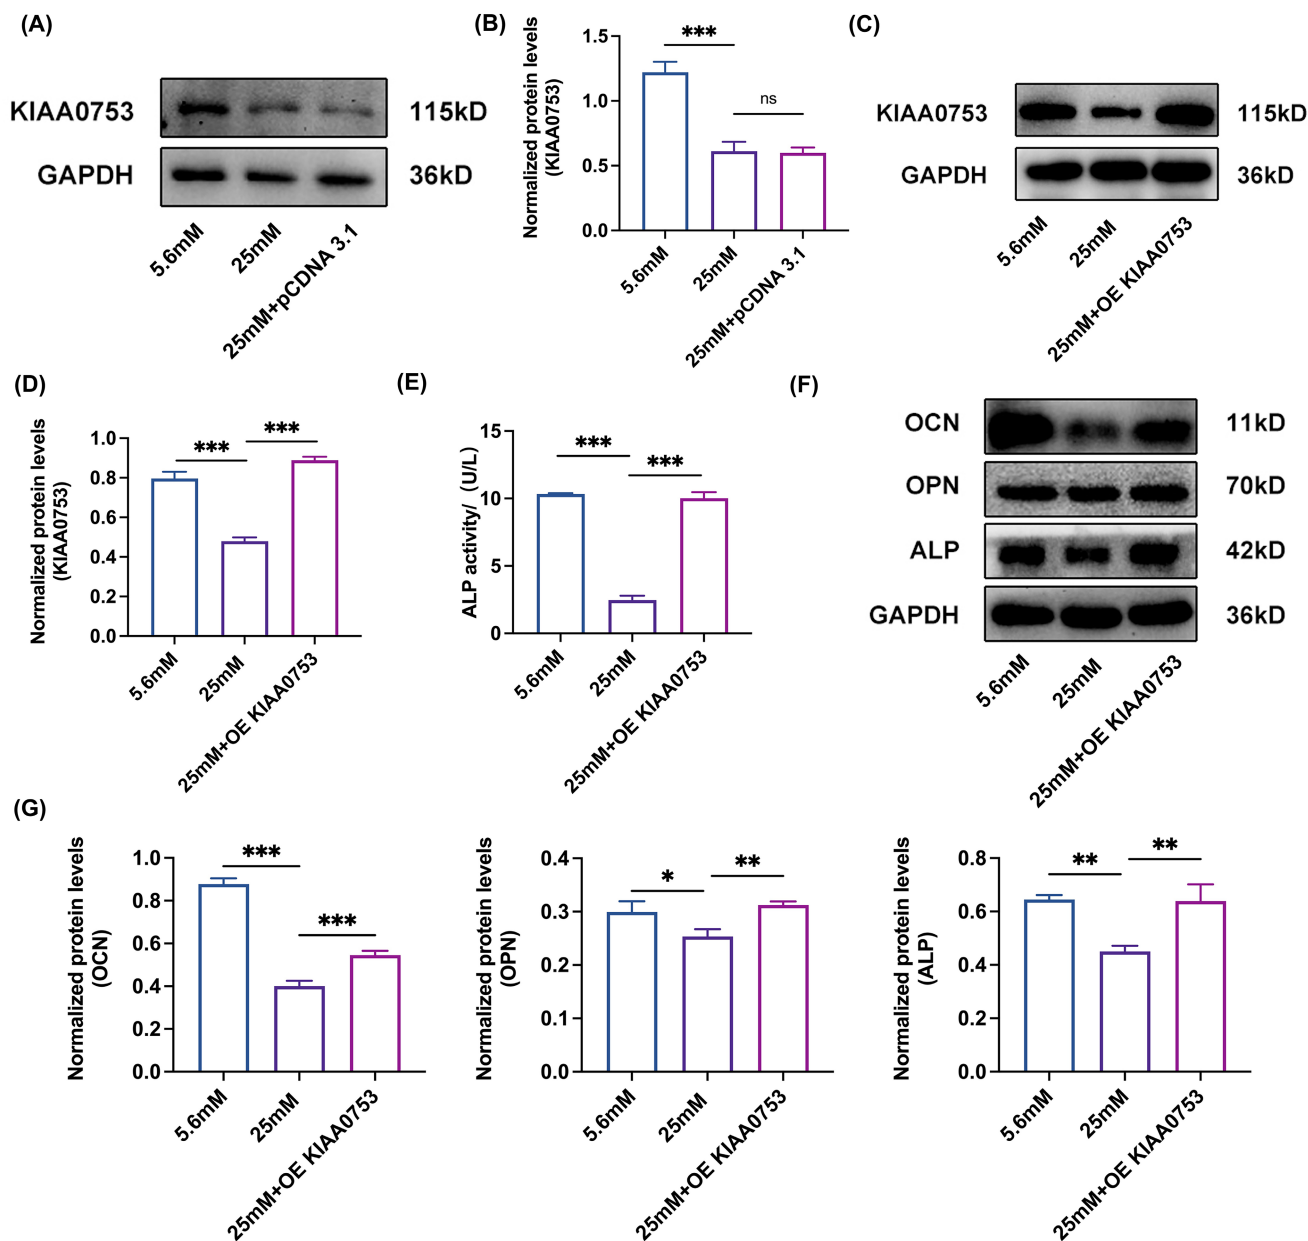 (A)
KIAA0753
115kD
GAPDH
36kD
5.6mM
25mM
25mM+pCDNA 3.1
(B)
Normalized protein levels
(KIAA0753)
1.5
1.0
0.5
0.0
***
ns
5.6mM
25mM
25mM+pCDNA 3.1
(C)
KIAA0753
115kD
GAPDH
36kD
5.6mM
25mM
25mM+OE KIAA0753
(D)
Normalized protein levels
(KIAA0753)
1.0
0.8
0.6
0.4
0.2
0.0
***
***
5.6mM
25mM
25mM+OE KIAA0753
(E)
ALP activity/ (U/L)
15
10
5
0
***
***
5.6mM
25mM
25mM+OE KIAA0753
(F)
OCN
11kD
OPN
70kD
ALP
42kD
GAPDH
36kD
5.6mM
25mM
25mM+OE KIAA0753
(G)
Normalized protein levels
(OCN)
1.0
0.8
0.6
0.4
0.2
0.0
***
***
5.6mM
25mM
25mM+OE KIAA0753
Normalized protein levels
(OPN)
0.4
0.3
0.2
0.1
0.0
*
**
5.6mM
25mM
25mM+OE KIAA0753
Normalized protein levels
(ALP)
0.8
0.6
0.4
0.2
0.0
**
**
5.6mM
25mM
25mM+OE KIAA0753